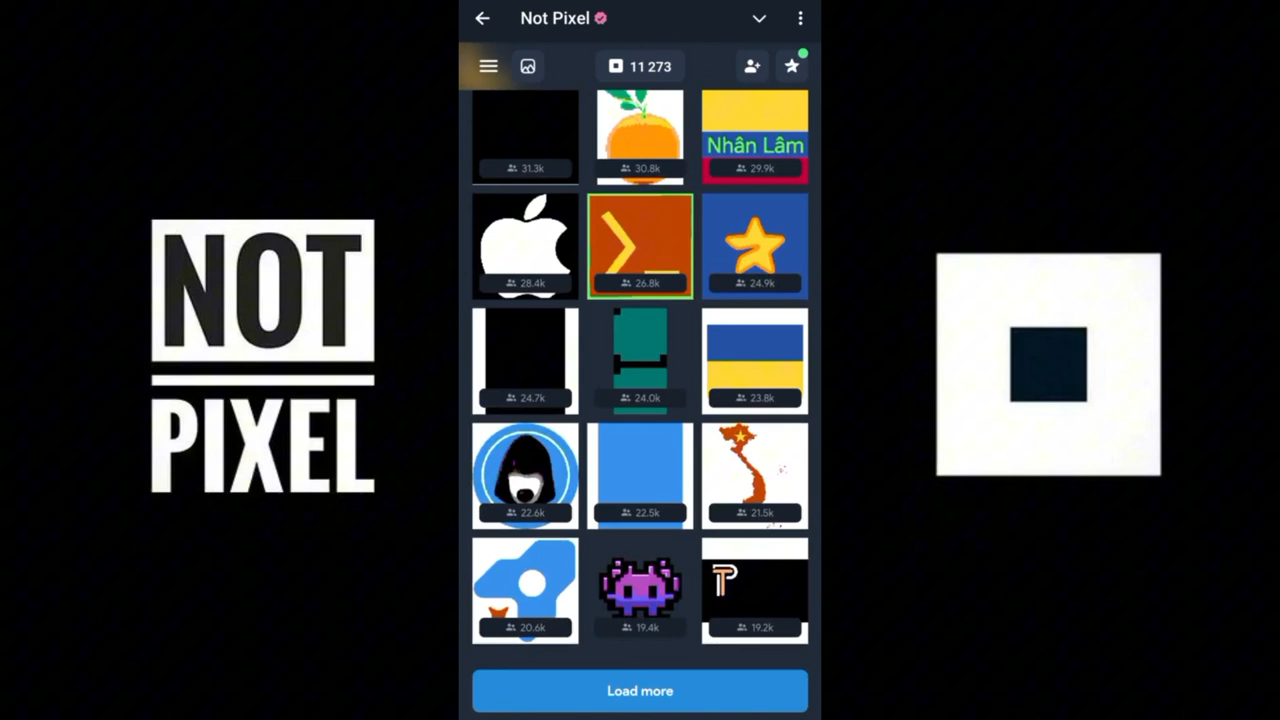 Not Pixel
11 273
31.3k
30.8k
Nhân Lâm
29.9k
28.4k
26.8k
24.9k
24.7k
24.0k
23.8k
22.6k
22.5k
21.5k
20.6k
19.4k
TP
19.2k
Load more
NOT
PIXEL